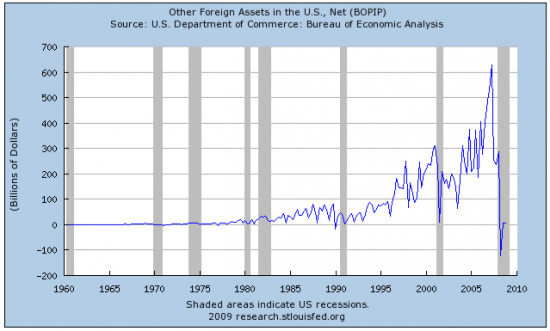 Other Foreign Assets in the U.S., Net (BOPIP)
Source: U.S. Department of Commerce: Bureau of Economic Analysis
700
600
500
400
300
200
100
0
-100
-200
(Billions of Dollars)
1960 1965 1970 1975 1980 1985 1990 1995 2000 2005 2010
Shaded areas indicate US recessions.
2009 research.stlouisfed.org